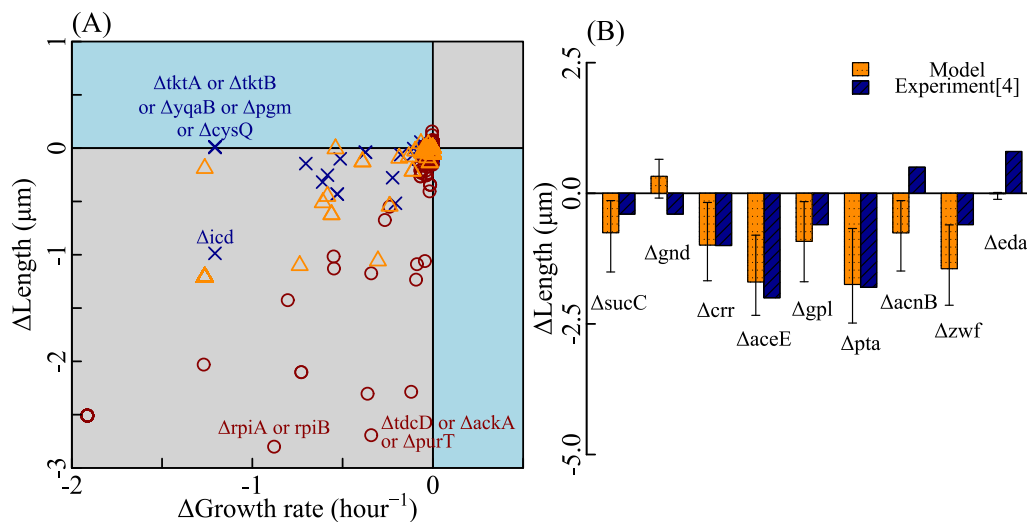 (A)
ΔtktA or ΔtktB
or ΔyqaB or Δpgm
or ΔcysQ
Δicd
ΔrpiA or rpiB
ΔtdcD or ΔackA
or ΔpurT
1
0
-1
-2
-3
ΔLength (μm)
-2
-1
0
ΔGrowth rate (hour⁻¹)
(B)
Model
Experiment[4]
2.5
0.0
-2.5
-5.0
ΔLength (μm)
ΔsucC
Δgnd
Δcrr
ΔaceE
Δgpl
Δpta
ΔacnB
Δzwf
Δeda